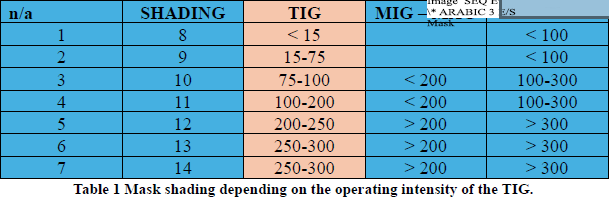 n/a SHADING TIG MIG – Image SEQ E \* ARABIC 3 E/S
Mask
1 8 < 15 < 100
2 9 15-75 < 100
3 10 75-100 < 200 100-300
4 11 100-200 < 200 100-300
5 12 200-250 > 200 > 300
6 13 250-300 > 200 > 300
7 14 250-300 > 200 > 300
Table 1 Mask shading depending on the operating intensity of the TIG.